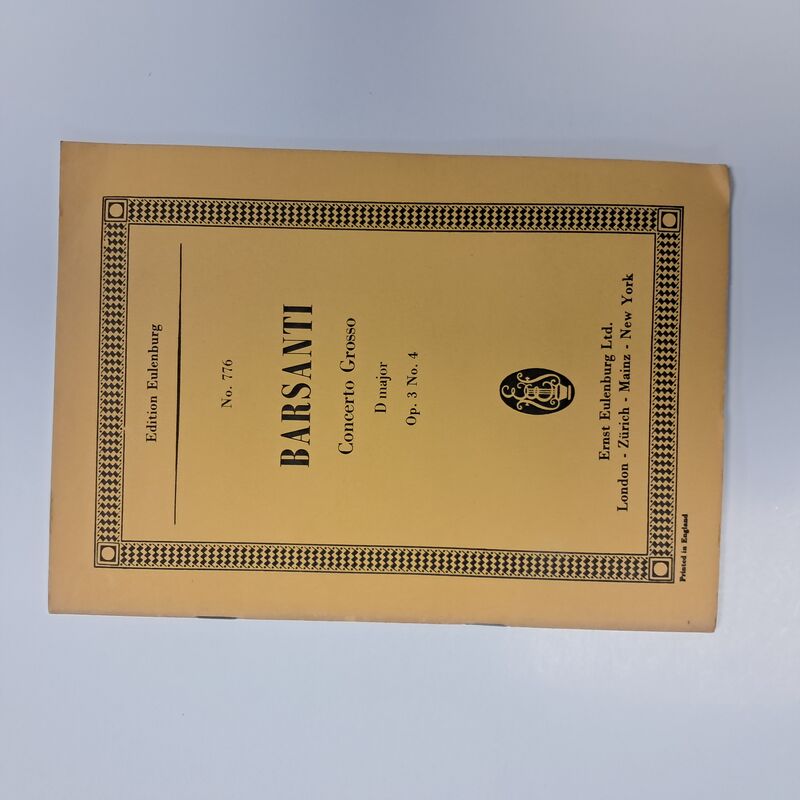 Edition Eulenburg
No. 776
BARSANTI
Concerto Grosso
D major
Op. 3 No. 4
Ernst Eulenburg Ltd.
London - Zürich - Mainz - New York
Printed in England